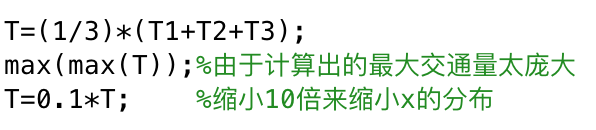 T=(1/3)*(T1+T2+T3);
max(max(T));%由于计算出的最大交通量太庞大
T=0.1*T;    %缩小10倍来缩小x的分布